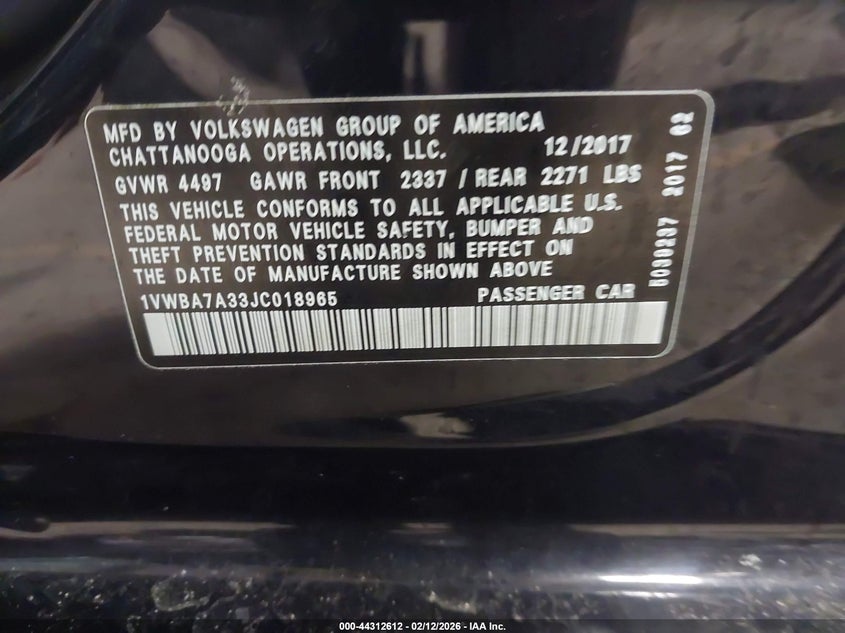 MFD BY VOLKSWAGEN GROUP OF AMERICA
CHATTANOOGA OPERATIONS, LLC. 12/2017
GVWR 4497 GAWR FRONT 2337 / REAR 2271 LBS
THIS VEHICLE CONFORMS TO ALL APPLICABLE U.S.
FEDERAL MOTOR VEHICLE SAFETY, BUMPER AND
THEFT PREVENTION STANDARDS IN EFFECT ON
THE DATE OF MANUFACTURE SHOWN ABOVE
1VWBA7A33JC018965 PASSENGER CAR
5030237 2017 02
000-44312612 - 02/12/2026 - IAA Inc.